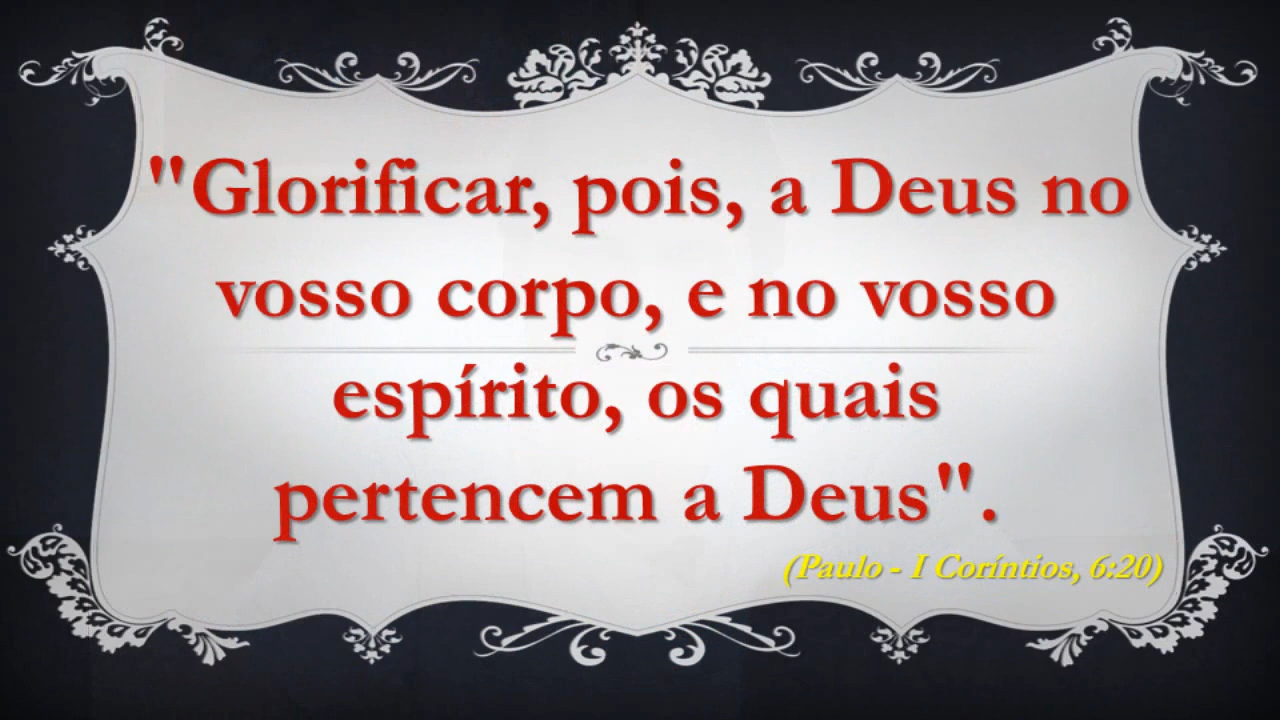 "Glorificar, pois, a Deus no
vosso corpo, e no vosso
espírito, os quais
pertencem a Deus".
(Paulo - I Coríntios, 6:20)